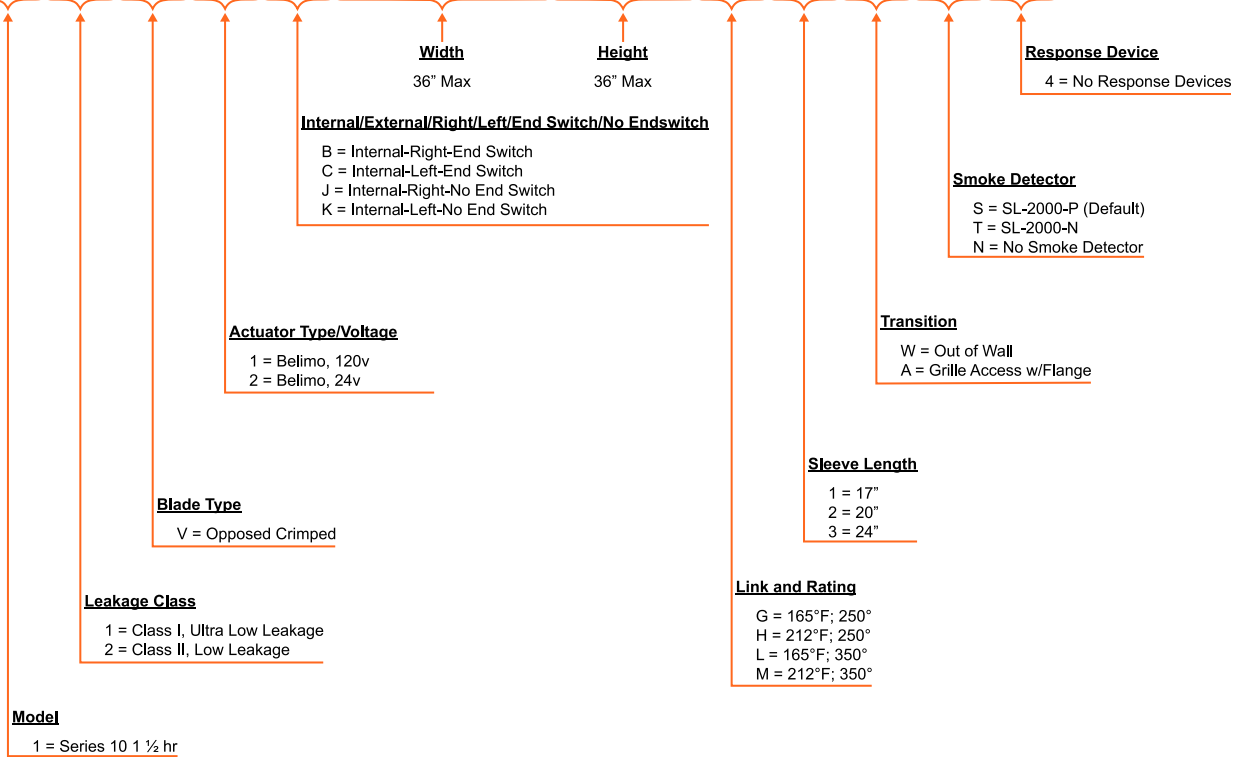 Width
36” Max
Height
36” Max
Response Device
4 = No Response Devices
Internal/External/Right/Left/End Switch/No Endswitch
B = Internal-Right-End Switch
C = Internal-Left-End Switch
J = Internal-Right-No End Switch
K = Internal-Left-No End Switch
Smoke Detector
S = SL-2000-P (Default)
T = SL-2000-N
N = No Smoke Detector
Actuator Type/Voltage
1 = Belimo, 120v
2 = Belimo, 24v
Transition
W = Out of Wall
A = Grille Access w/Flange
Sleeve Length
1 = 17”
2 = 20”
3 = 24”
Blade Type
V = Opposed Crimped
Link and Rating
G = 165°F; 250°
H = 212°F; 250°
L = 165°F; 350°
M = 212°F; 350°
Leakage Class
1 = Class I, Ultra Low Leakage
2 = Class II, Low Leakage
Model
1 = Series 10 1 ½ hr